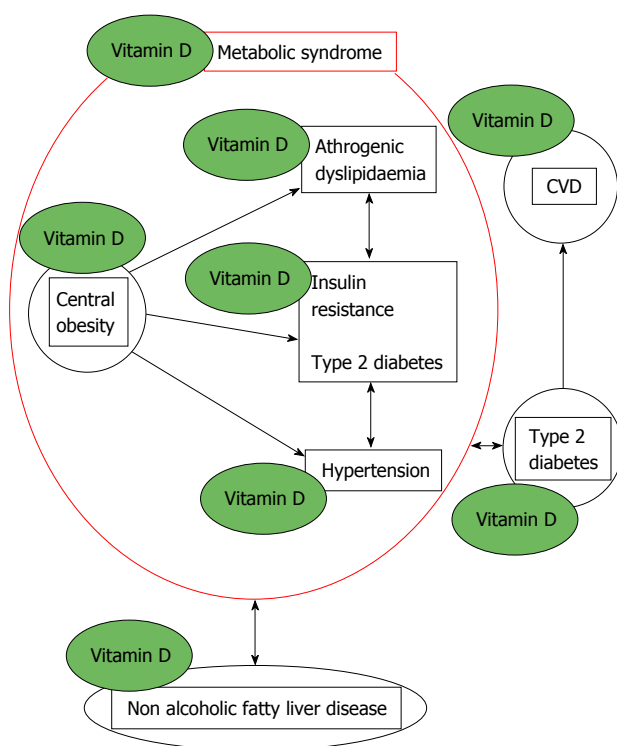 Vitamin D
Metabolic syndrome
Vitamin D
Vitamin D
Athrogenic
dyslipidaemia
CVD
Vitamin D
Vitamin D
Central
obesity
Insulin
resistance
Type 2 diabetes
Type 2
diabetes
Hypertension
Vitamin D
Vitamin D
Vitamin D
Non alcoholic fatty liver disease